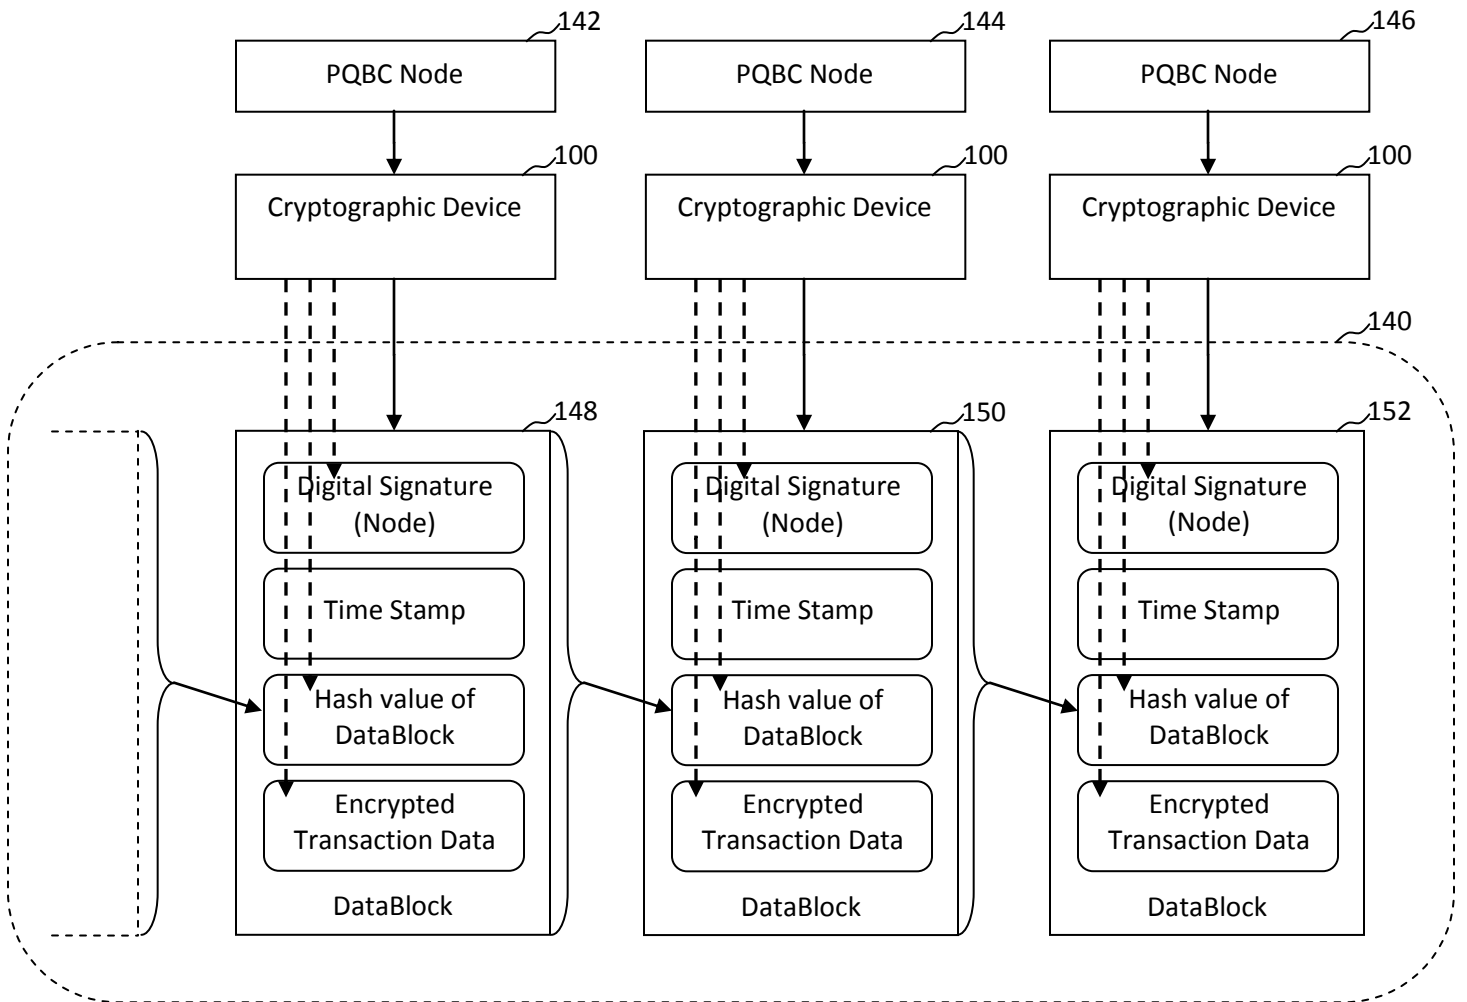 142
144
146
PQBC Node
PQBC Node
PQBC Node
100
100
100
Cryptographic Device
Cryptographic Device
Cryptographic Device
140
148
150
152
Digital Signature
(Node)
Digital Signature
(Node)
Digital Signature
(Node)
Time Stamp
Time Stamp
Time Stamp
Hash value of
DataBlock
Hash value of
DataBlock
Hash value of
DataBlock
Encrypted
Transaction Data
Encrypted
Transaction Data
Encrypted
Transaction Data
DataBlock
DataBlock
DataBlock